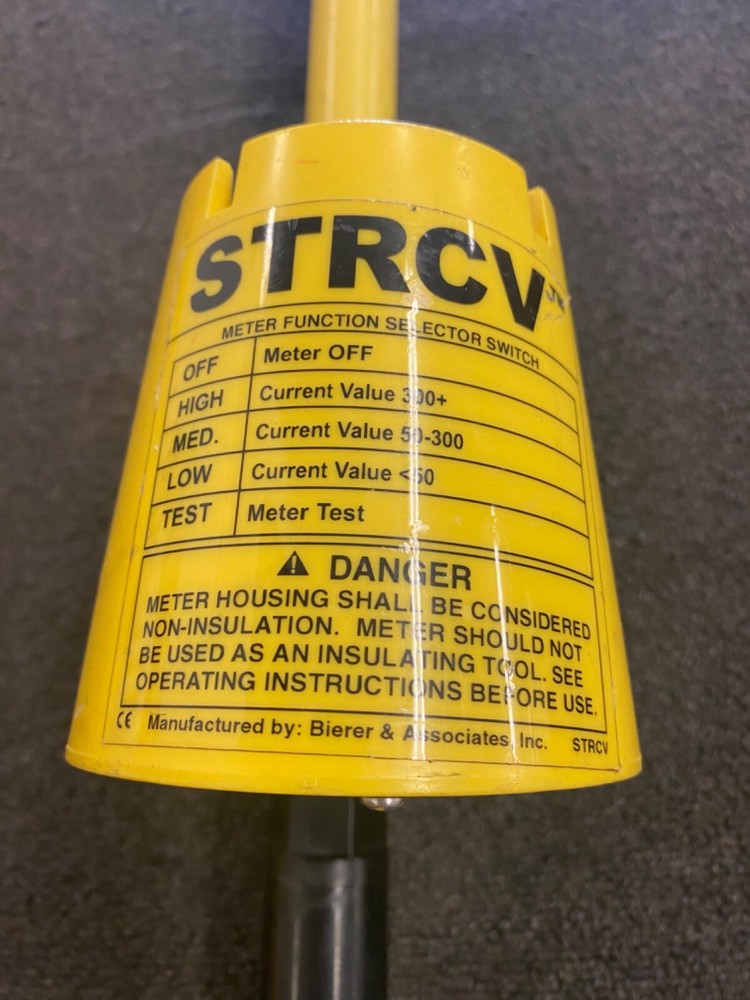 STRCV™
METER FUNCTION SELECTOR SWITCH
OFF Meter OFF
HIGH Current Value 300+
MED. Current Value 50-300
LOW Current Value <50
TEST Meter Test
⚠ DANGER
METER HOUSING SHALL BE CONSIDERED
NON-INSULATION. METER SHOULD NOT
BE USED AS AN INSULATING TOOL. SEE
OPERATING INSTRUCTIONS BEFORE USE.
CE Manufactured by: Bierer & Associates, Inc. STRCV